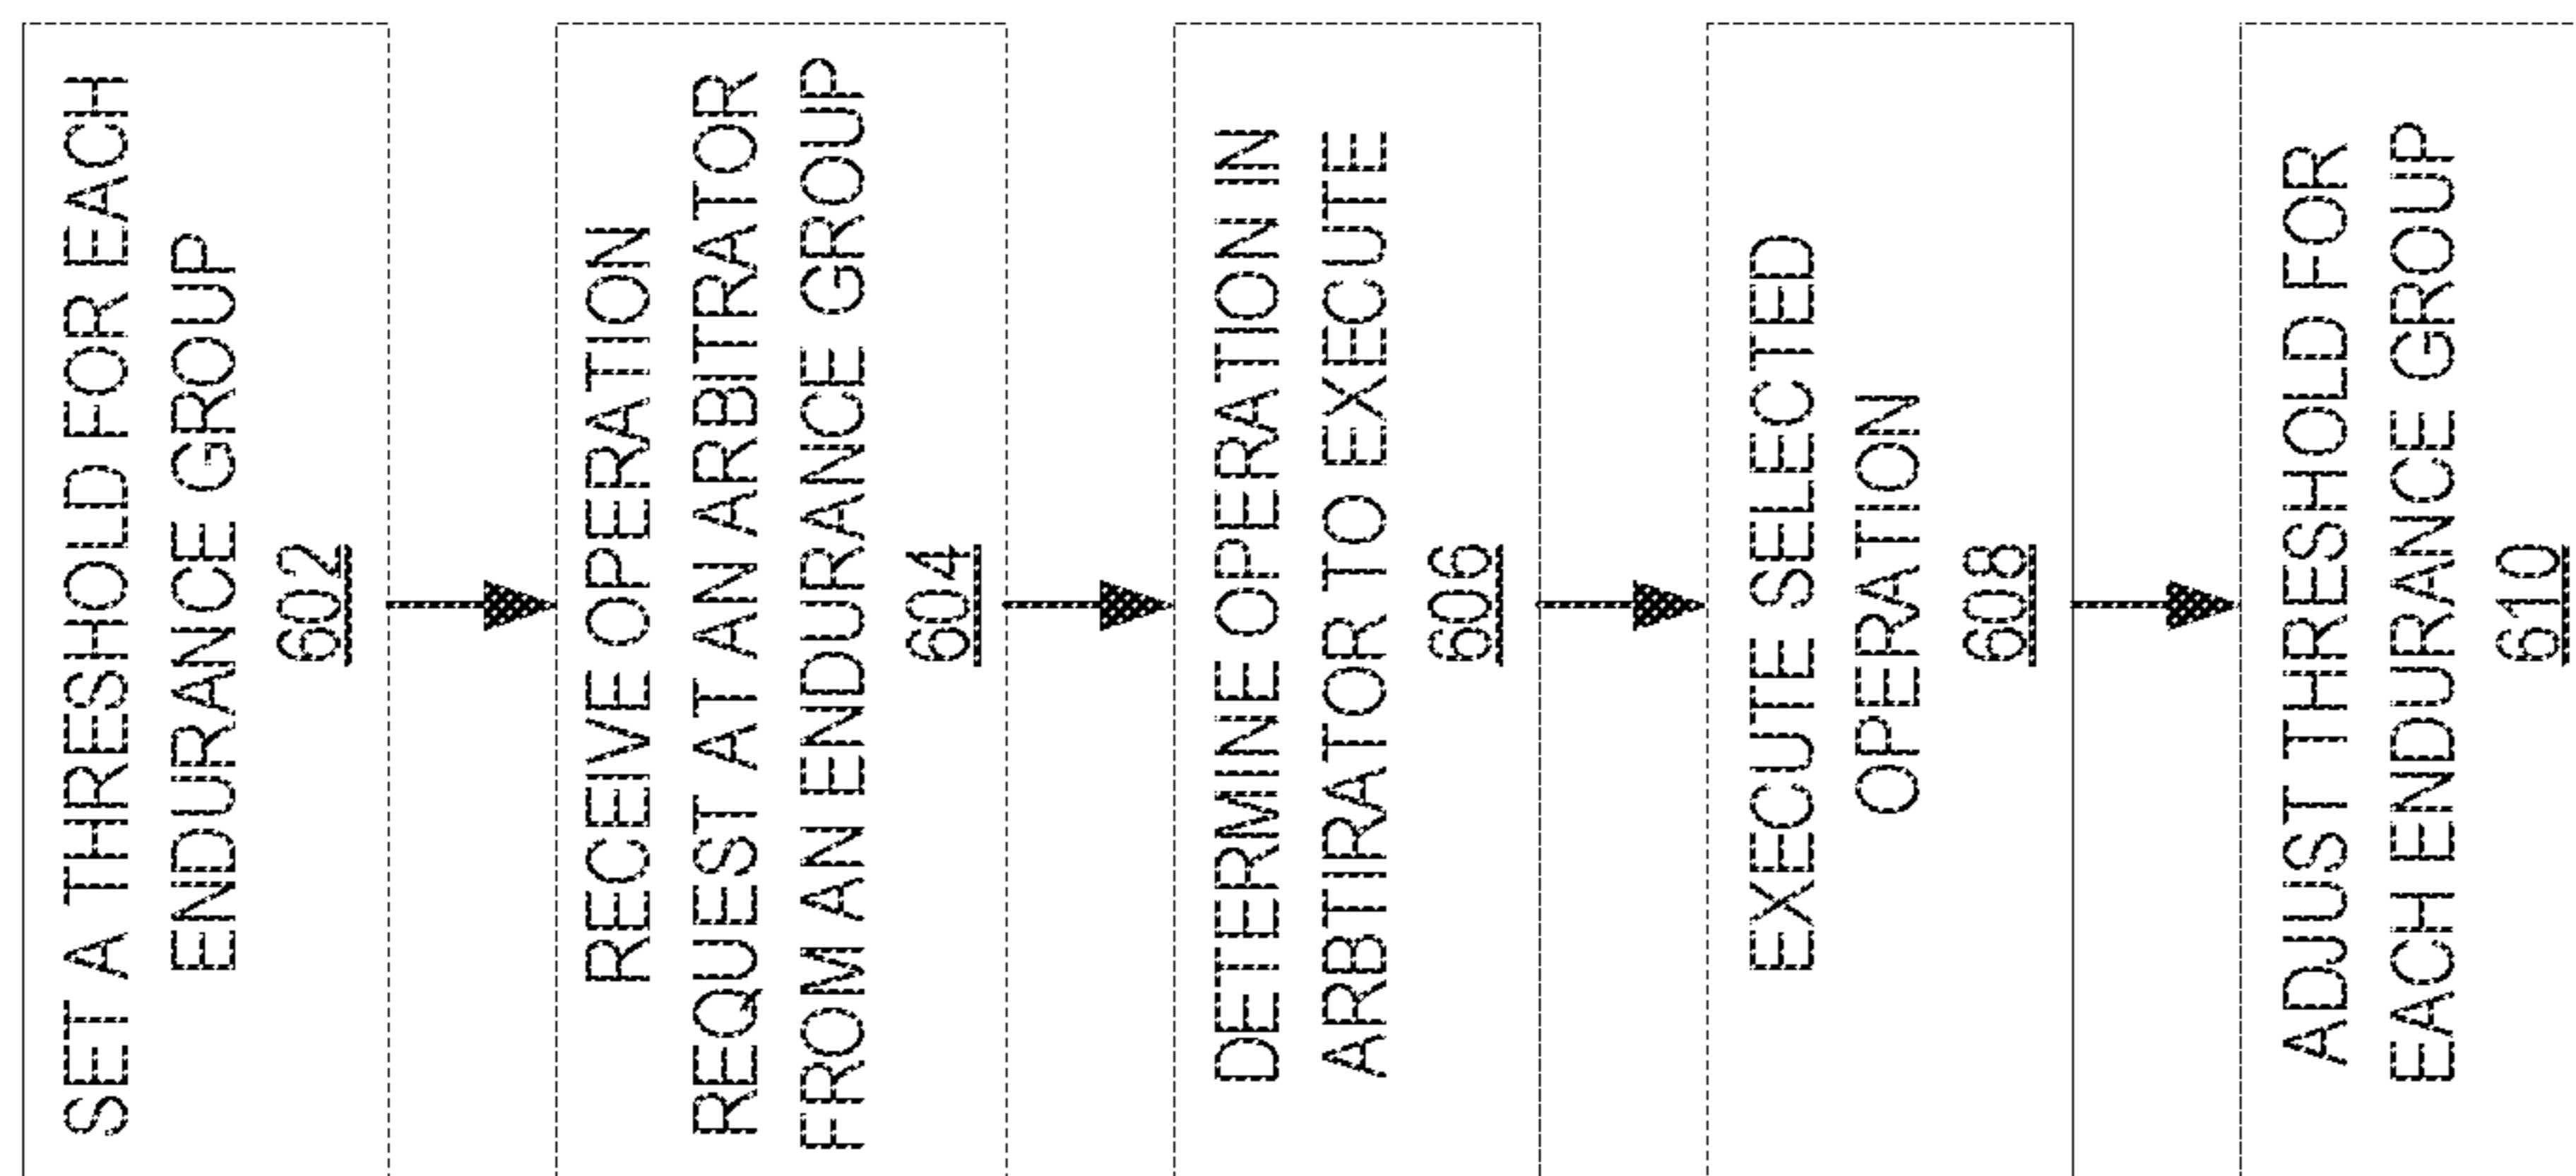 SET A THRESHOLD FOR EACH
ENDURANCE GROUP
602
RECEIVE OPERATION
REQUEST AT AN ARBITRATOR
FROM AN ENDURANCE GROUP
604
DETERMINE OPERATION IN
ARBTIRATOR TO EXECUTE
606
EXECUTE SELECTED
OPERATION
608
ADJUST THRESHOLD FOR
EACH ENDURANCE GROUP
610